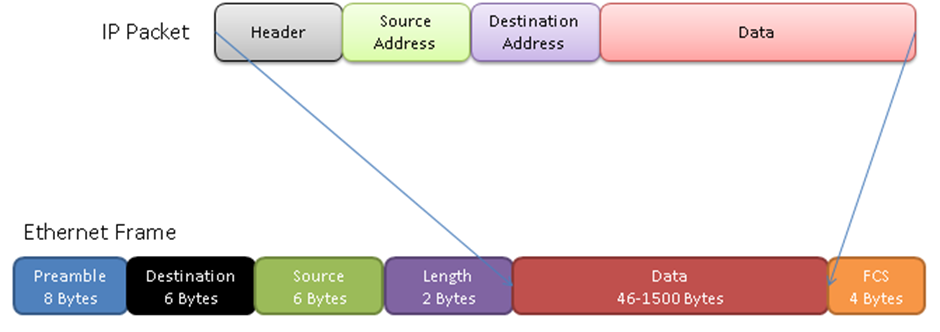 IP Packet
Header
Source
Address
Destination
Address
Data
Ethernet Frame
Preamble
8 Bytes
Destination
6 Bytes
Source
6 Bytes
Length
2 Bytes
Data
46-1500 Bytes
FCS
4 Bytes